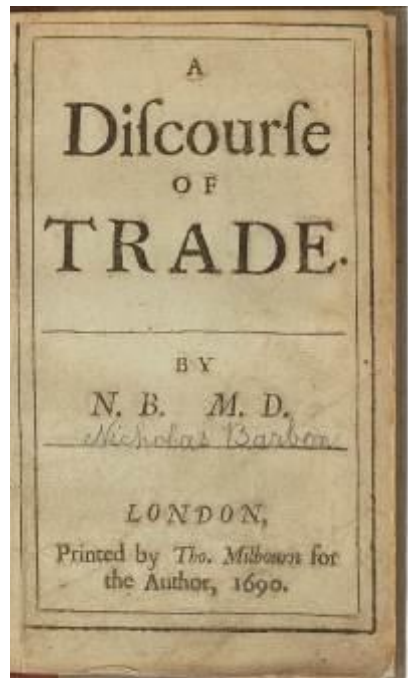 A
Diſcourſe
OF
TRADE.
BY
N. B. M. D.
Nicholas Barbon
LONDON,
Printed by Tho. Milbourn for
the Author, 1690.